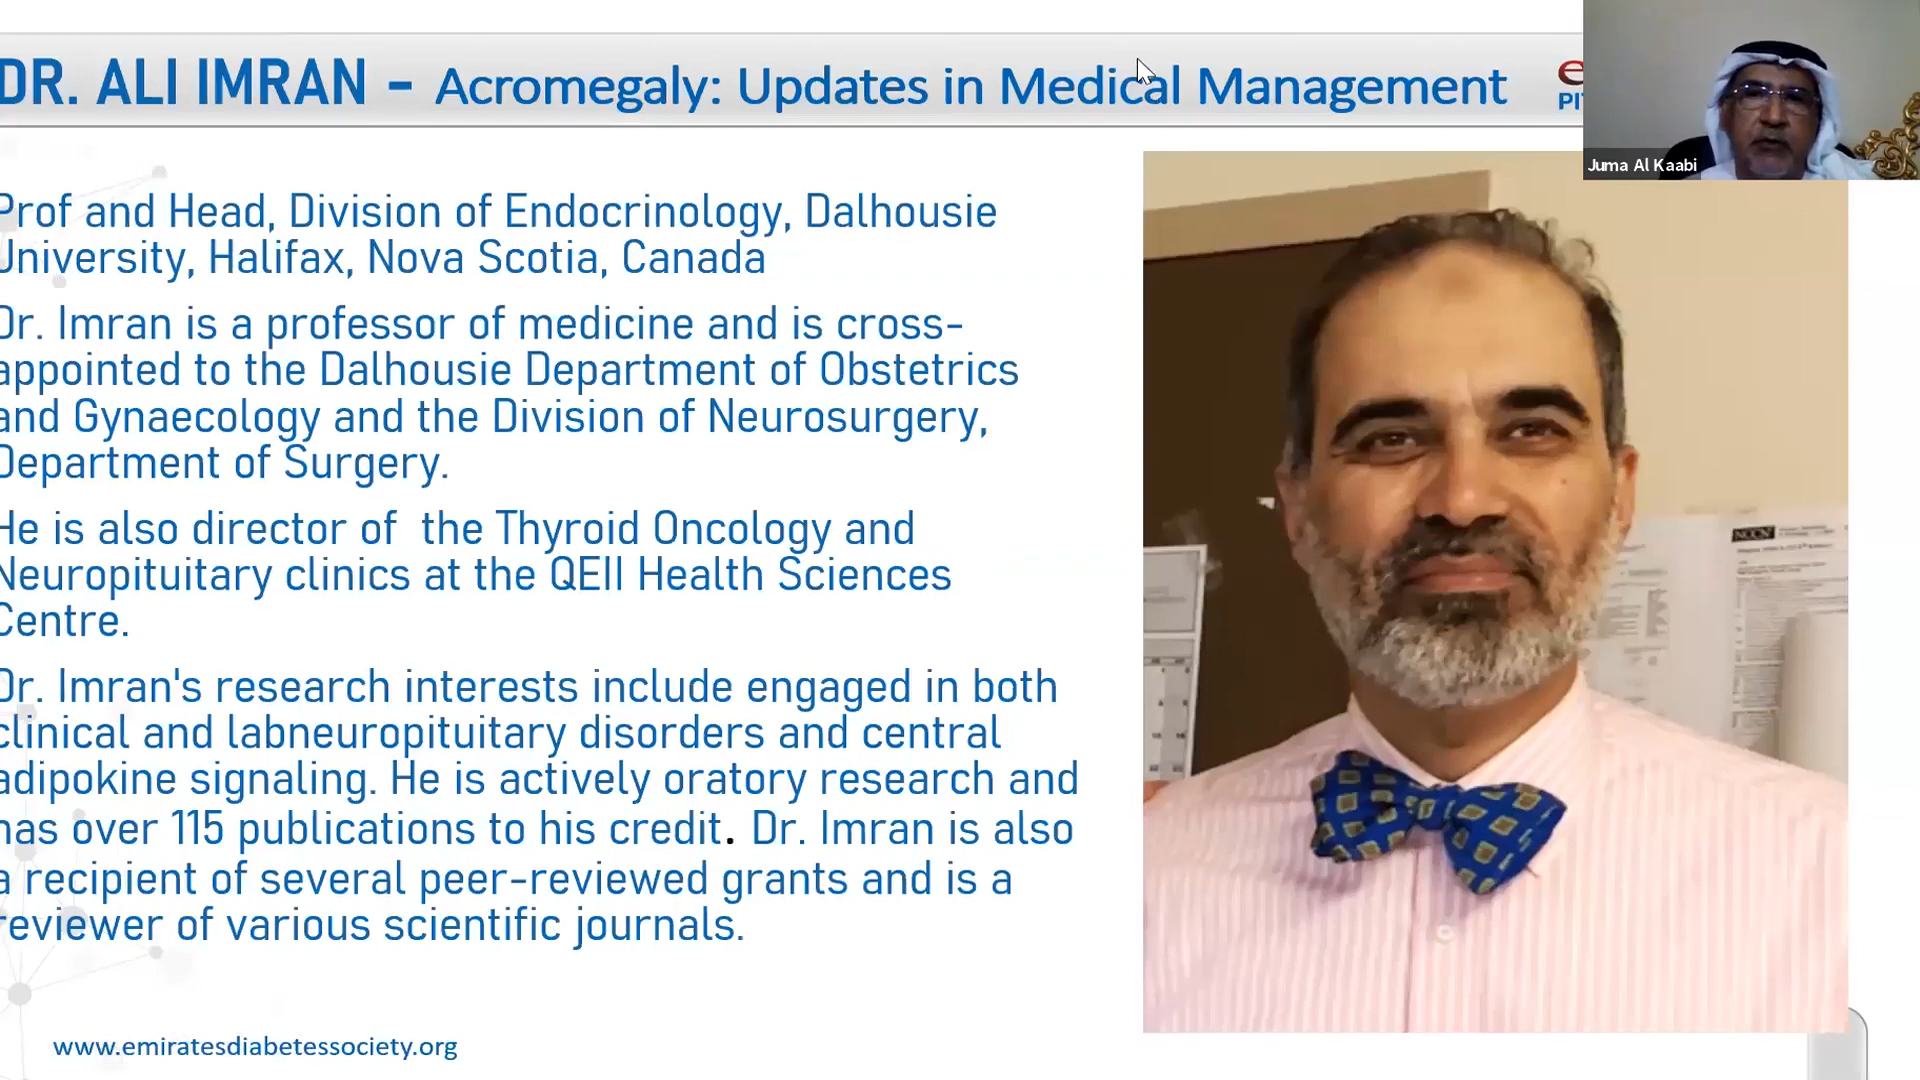 DR. ALI IMRAN - Acromegaly: Updates in Medical Management
Juma Al Kaabi
Prof and Head, Division of Endocrinology, Dalhousie
University, Halifax, Nova Scotia, Canada
Dr. Imran is a professor of medicine and is cross-
appointed to the Dalhousie Department of Obstetrics
and Gynaecology and the Division of Neurosurgery,
Department of Surgery.
He is also director of  the Thyroid Oncology and
Neuropituitary clinics at the QEII Health Sciences
Centre.
Dr. Imran's research interests include engaged in both
clinical and labneuropituitary disorders and central
adipokine signaling. He is actively oratory research and
has over 115 publications to his credit. Dr. Imran is also
a recipient of several peer-reviewed grants and is a
reviewer of various scientific journals.
NCCN
www.emiratesdiabetessociety.org